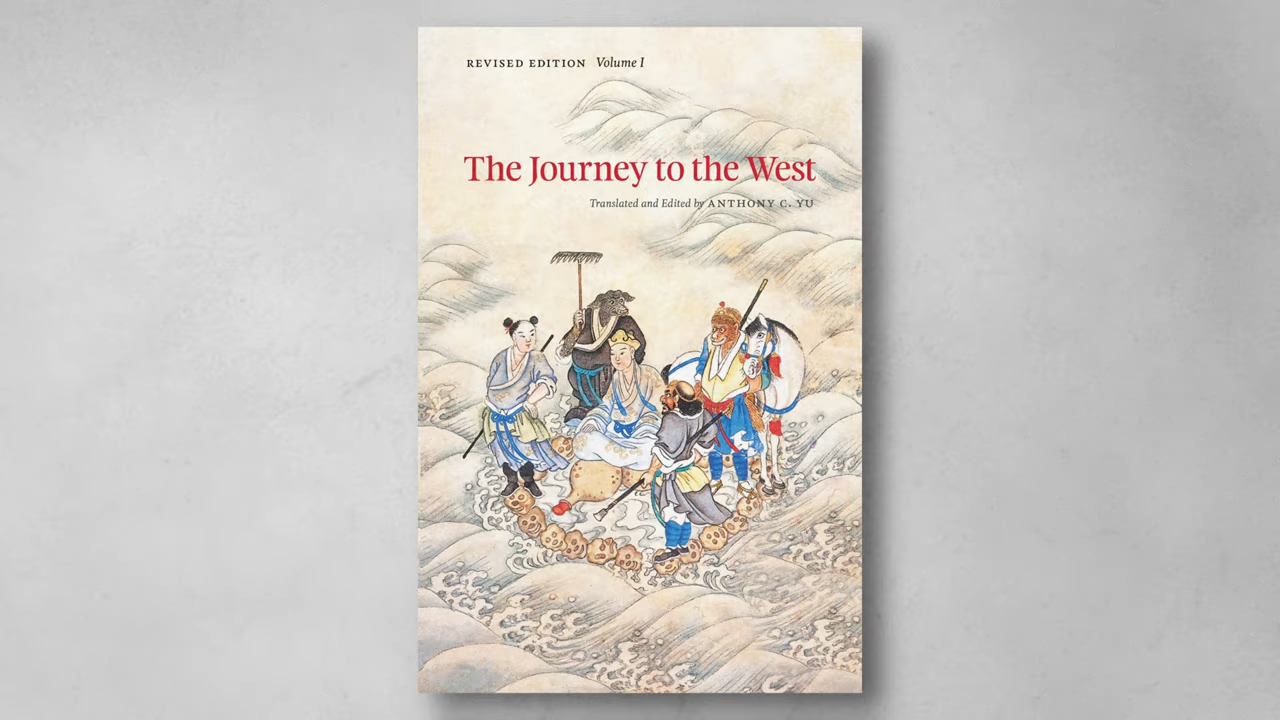 REVISED EDITION Volume I
The Journey to the West
Translated and Edited by ANTHONY C. YU